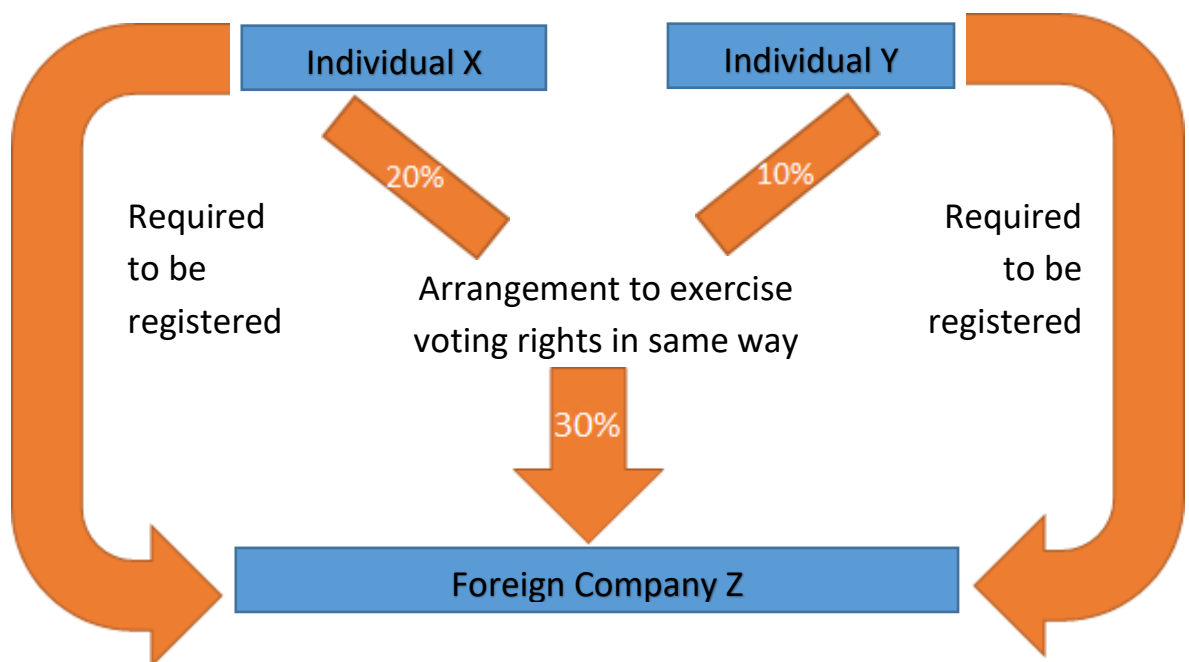 Individual X
Individual Y
20%
10%
Required
to be
registered
Required
to be
registered
Arrangement to exercise
voting rights in same way
30%
Foreign Company Z